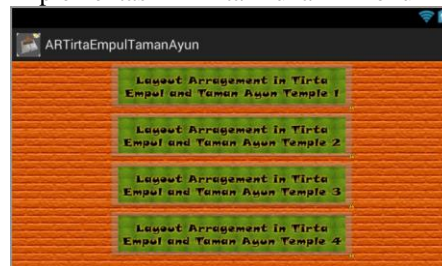 ARTirtaEmpulTamanAyun
Layout Arragement in Tirta
Empul and Taman Ayun Temple 1
Layout Arragement in Tirta
Empul and Taman Ayun Temple 2
Layout Arragement in Tirta
Empul and Taman Ayun Temple 3
Layout Arragement in Tirta
Empul and Taman Ayun Temple 4